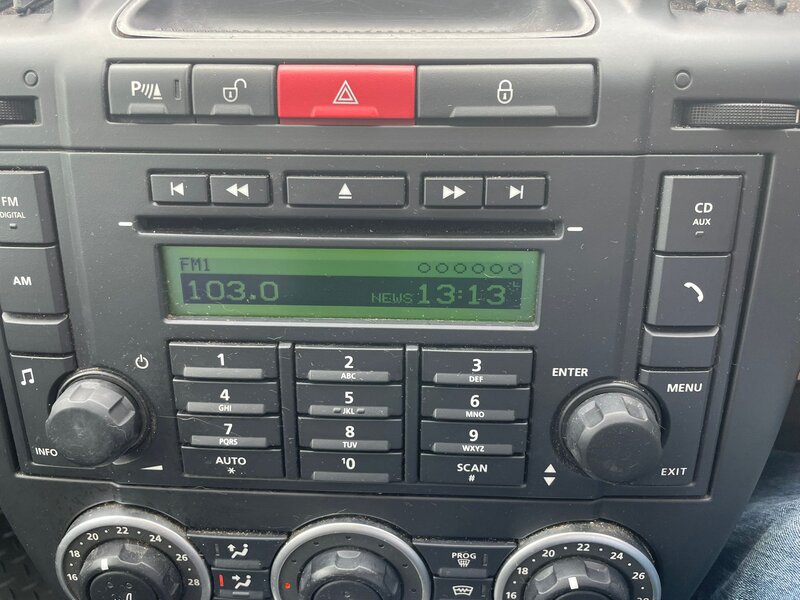 P
FM
DIGITAL
CD
AUX
AM
FM1
103.0 NEWS 13:13
1
2
ABC
3
DEF
4
GHI
5
JKL
6
MNO
7
PQRS
8
TUV
9
WXYZ
AUTO
*
10
SCAN
#
INFO
ENTER
MENU
EXIT
16 18 20 22 24 26 28
PROG
16 18 20 22 24 26 28